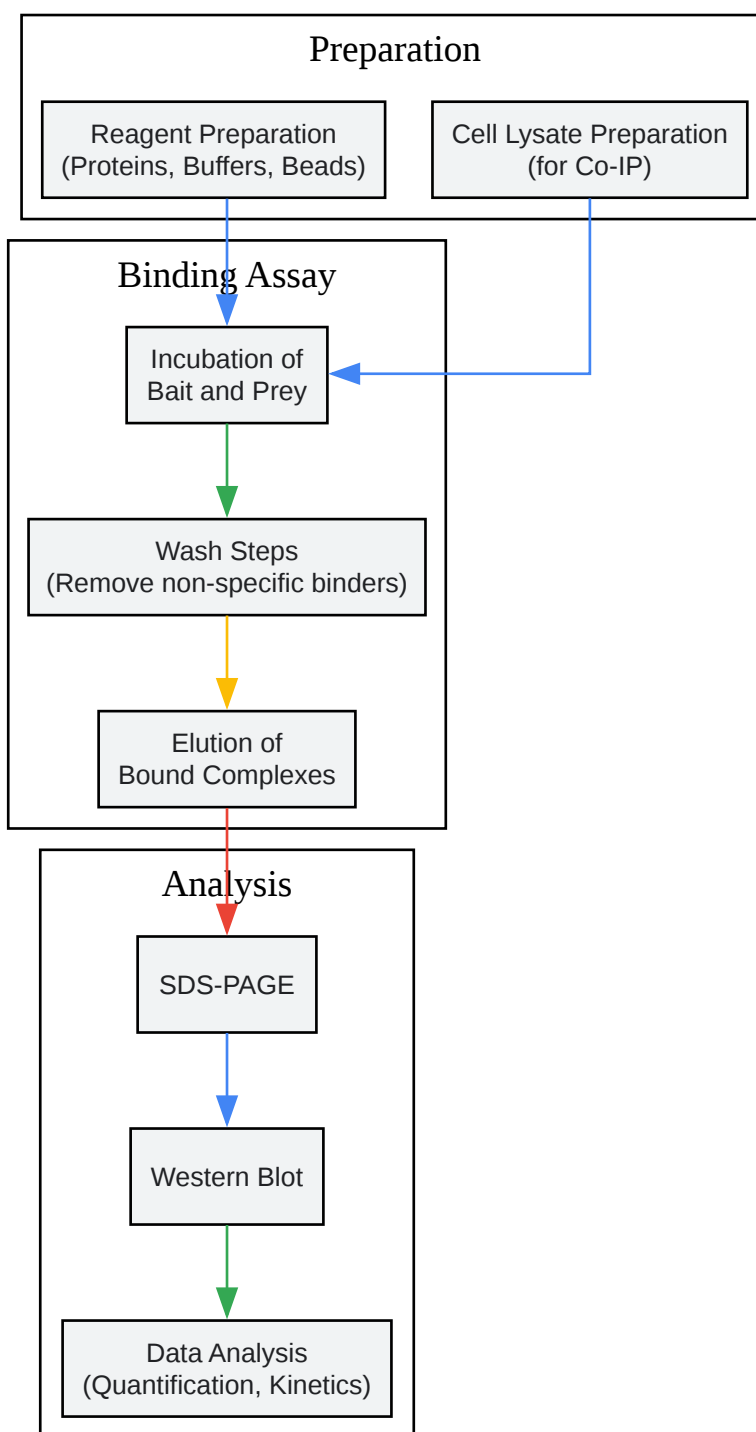 Preparation
Reagent Preparation
(Proteins, Buffers, Beads)
Cell Lysate Preparation
(for Co-IP)
Binding Assay
Incubation of
Bait and Prey
Wash Steps
(Remove non-specific binders)
Elution of
Bound Complexes
Analysis
SDS-PAGE
Western Blot
Data Analysis
(Quantification, Kinetics)